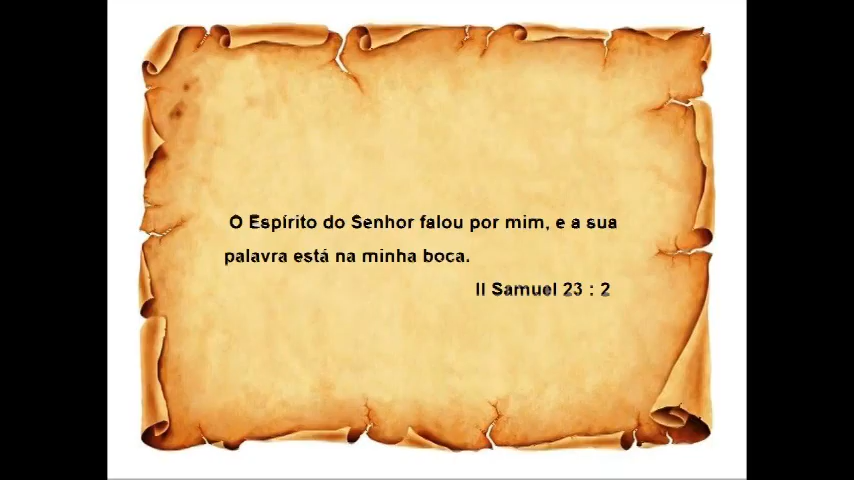 O Espírito do Senhor falou por mim, e a sua
palavra está na minha boca.
II Samuel 23 : 2